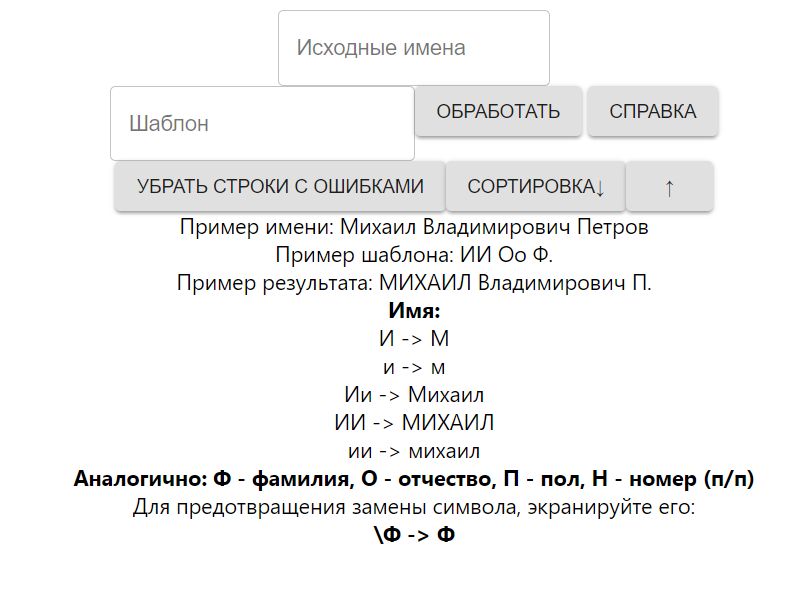 Исходные имена
Шаблон ОБРАБОТАТЬ СПРАВКА
УБРАТЬ СТРОКИ С ОШИБКАМИ СОРТИРОВКА↓ ↑
Пример имени: Михаил Владимирович Петров
Пример шаблона: ИИ Оо Ф.
Пример результата: МИХАИЛ Владимирович П.
Имя:
И -> М
и -> м
Ии -> Михаил
ИИ -> МИХАИЛ
ии -> михаил
Аналогично: Ф - фамилия, О - отчество, П - пол, Н - номер (п/п)
Для предотвращения замены символа, экранируйте его:
\Ф -> Ф